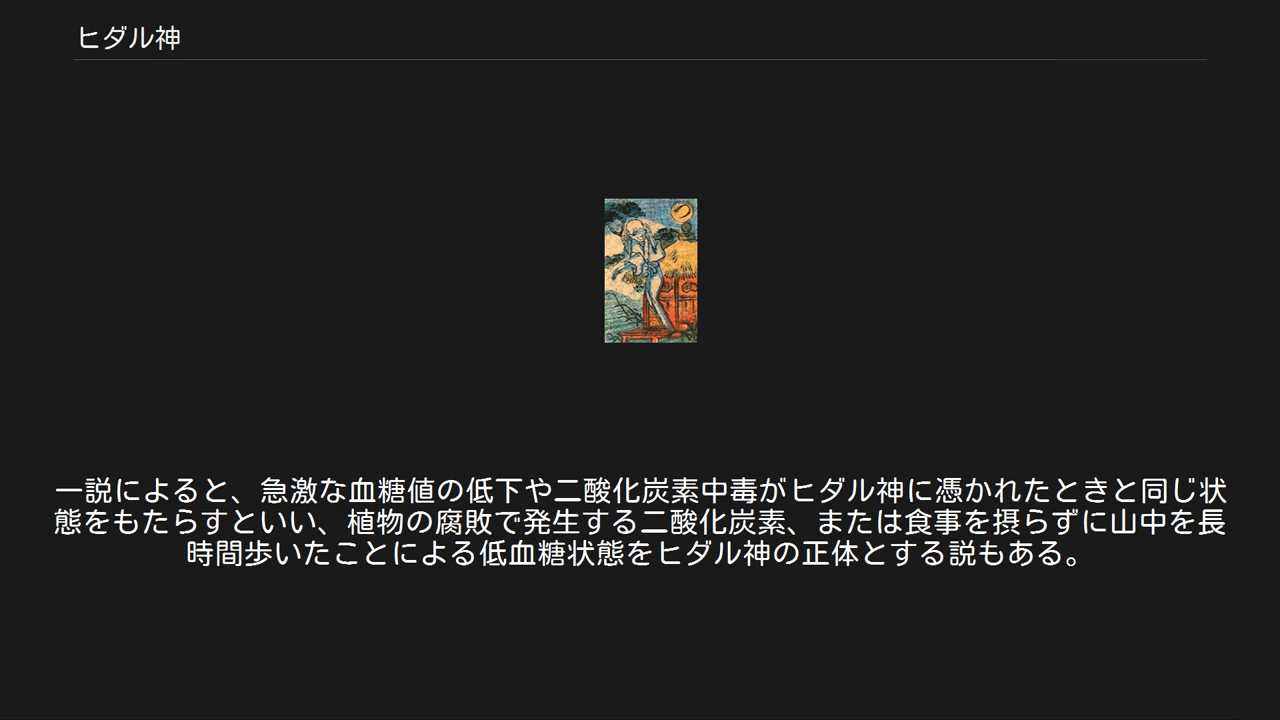 ヒダル神
一説によると、急激な血糖値の低下や二酸化炭素中毒がヒダル神に憑かれたときと同じ状
態をもたらすといい、植物の腐敗で発生する二酸化炭素、または食事を摂らずに山中を長
時間歩いたことによる低血糖状態をヒダル神の正体とする説もある。